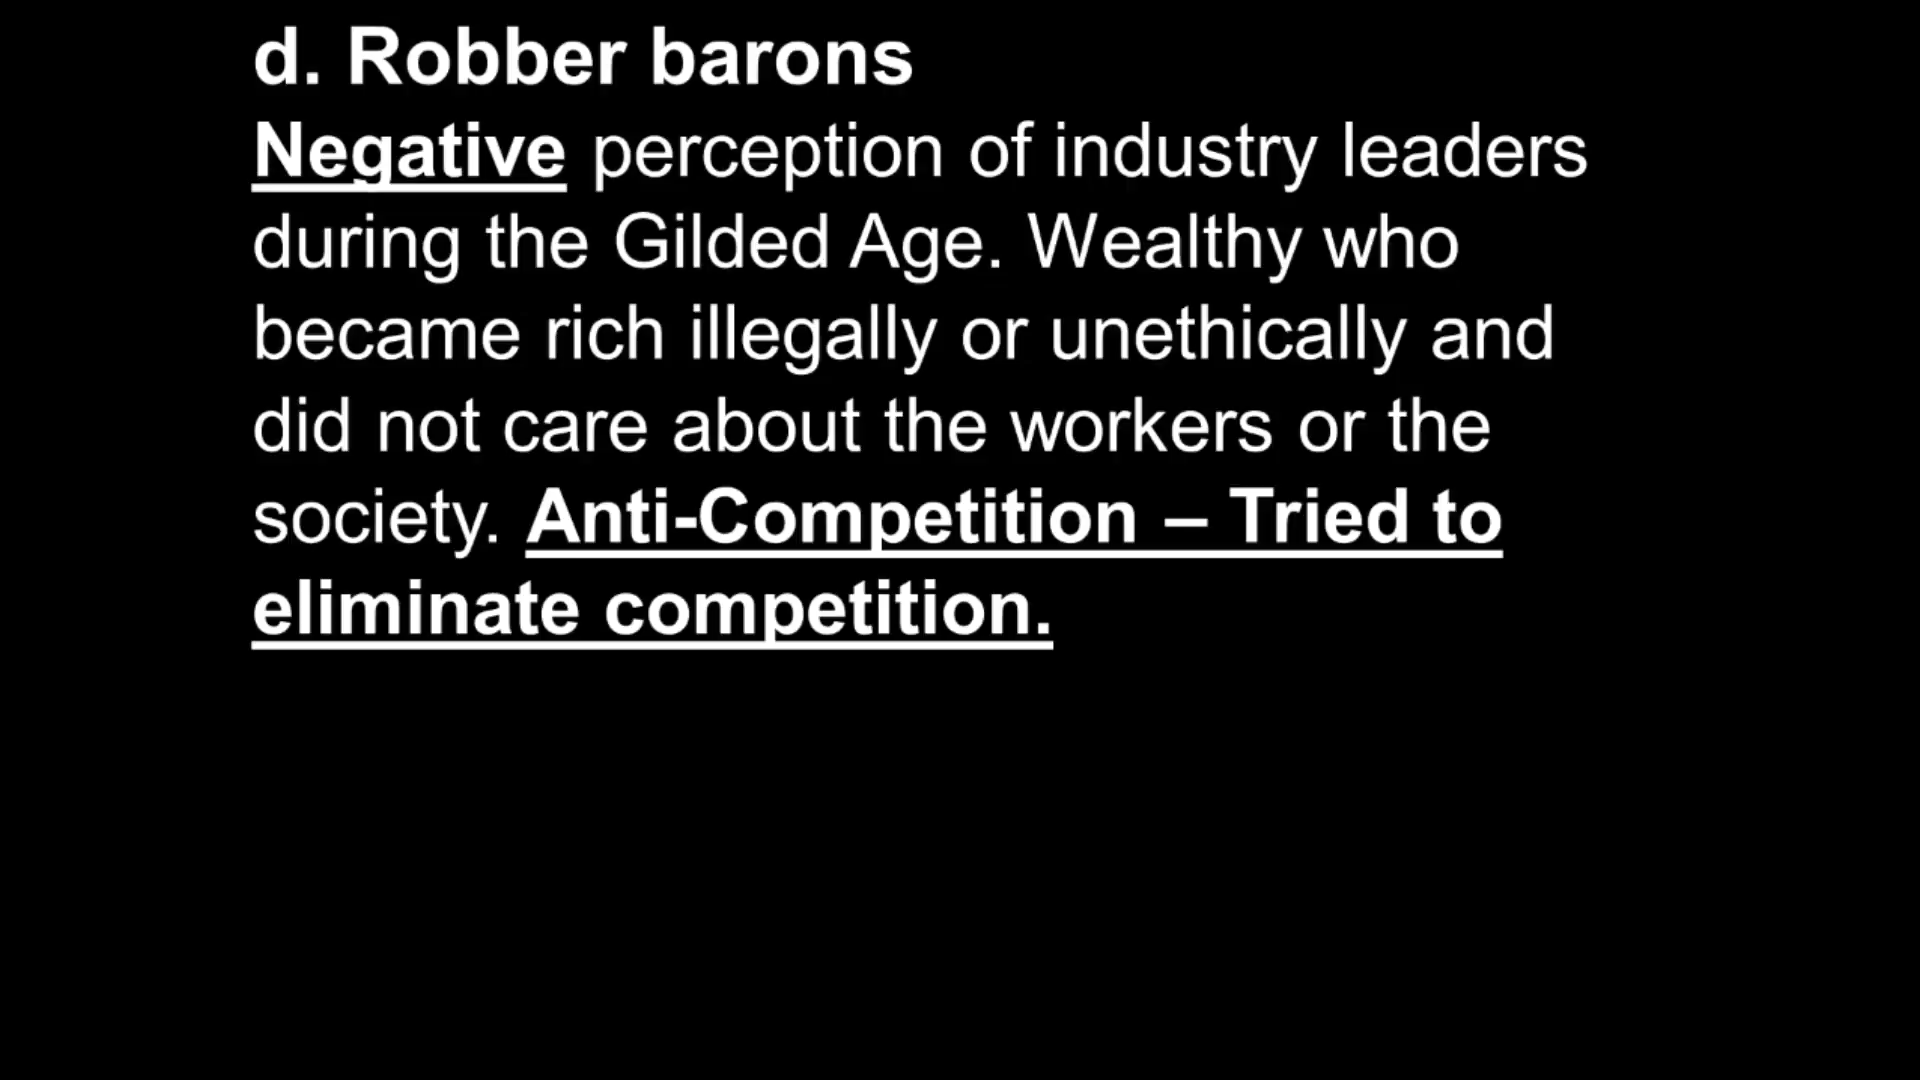 d. Robber barons
Negative perception of industry leaders
during the Gilded Age. Wealthy who
became rich illegally or unethically and
did not care about the workers or the
society. Anti-Competition – Tried to
eliminate competition.